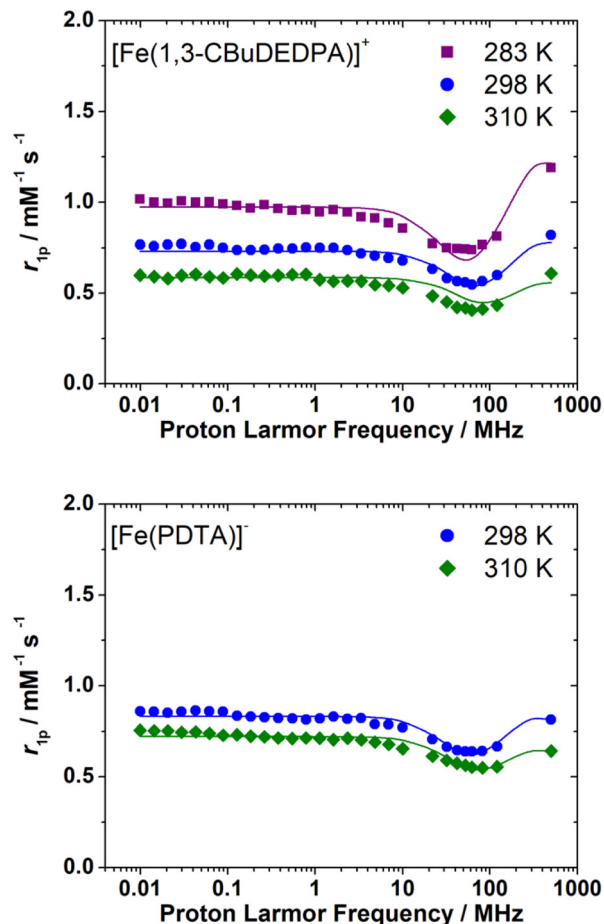 [Fe(1,3-CBuDEDPA)]⁺
283 K
298 K
310 K
2.0
1.5
1.0
0.5
0.0
r₁ₚ / mM⁻¹ s⁻¹
0.01 0.1 1 10 100 1000
Proton Larmor Frequency / MHz
[Fe(PDTA)]⁻
298 K
310 K
2.0
1.5
1.0
0.5
0.0
r₁ₚ / mM⁻¹ s⁻¹
0.01 0.1 1 10 100 1000
Proton Larmor Frequency / MHz